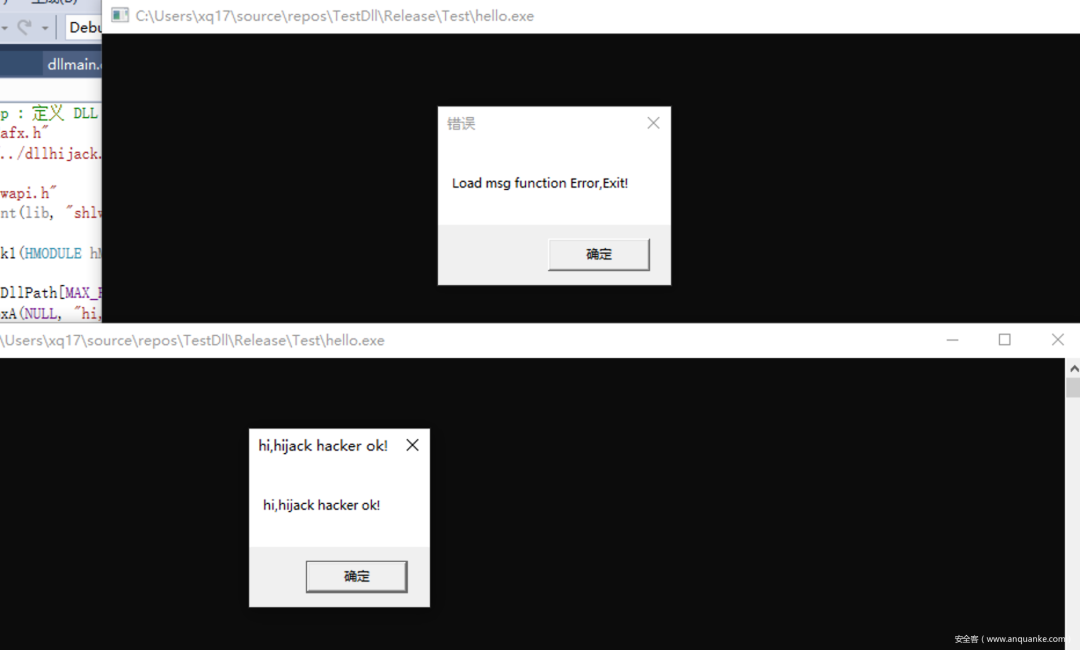 C:\Users\xq17\source\repos\TestDll\Release\Test\hello.exe
Debu
dllmain.
p : 定义 DLL
afx.h"
../dllhijack.
wapi.h"
nt(lib, "shlw
k1(HMODULE hM
DllPath[MAX_P
xA(NULL, "hi,
错误
Load msg function Error,Exit!
确定
\Users\xq17\source\repos\TestDll\Release\Test\hello.exe
hi,hijack hacker ok!
hi,hijack hacker ok!
确定
安全客 ( www.anquanke.com )